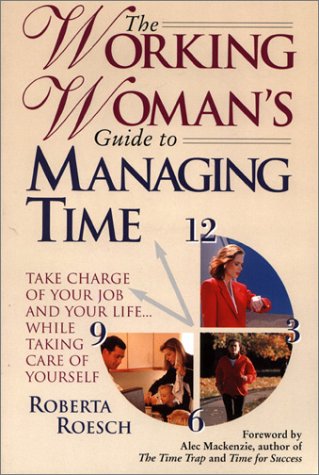 The
WORKING
WOMAN'S
Guide to
MANAGING
TIME
12
TAKE CHARGE
OF YOUR JOB
AND YOUR LIFE...
WHILE
TAKING
CARE OF
YOURSELF
9
3
6
ROBERTA
ROESCH
Foreword by
Alec Mackenzie, author of
The Time Trap and Time for Success